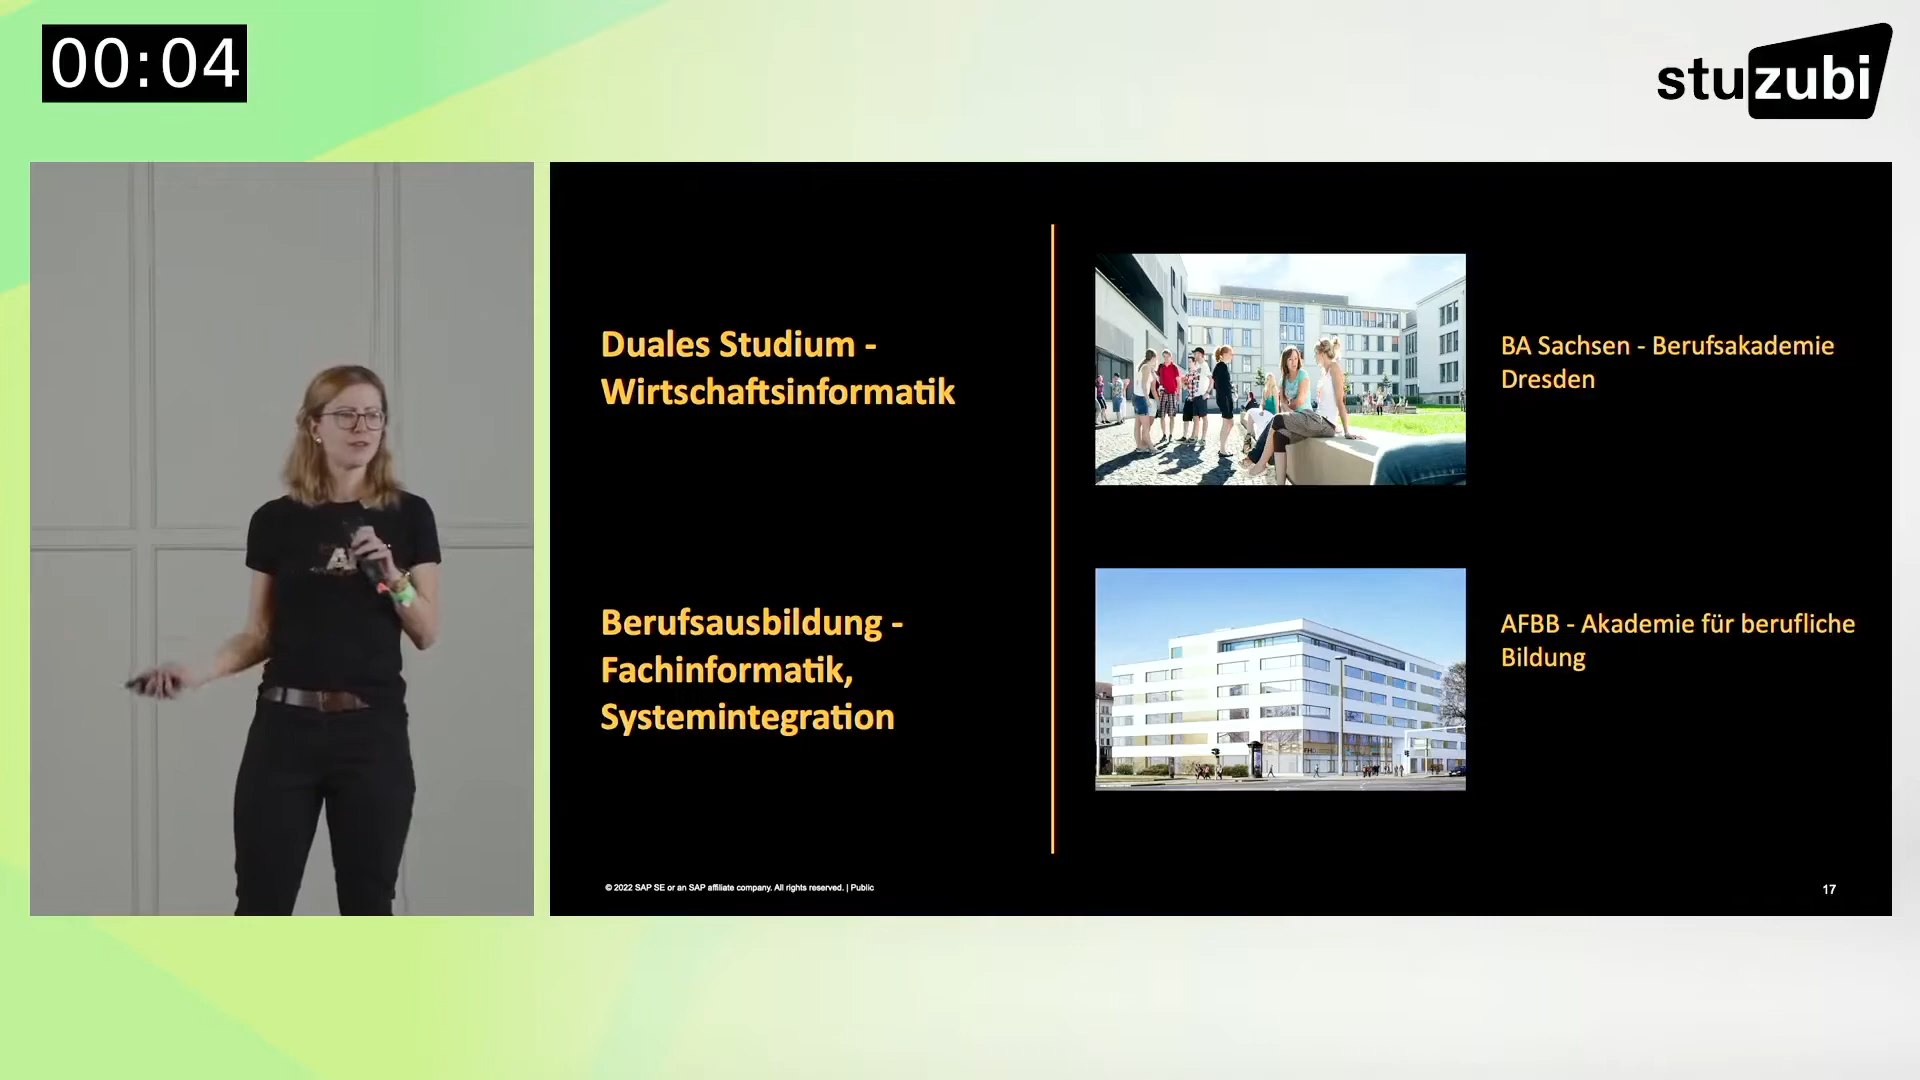 00:04
stuzubi
Duales Studium -
Wirtschaftsinformatik
BA Sachsen - Berufsakademie
Dresden
Berufsausbildung -
Fachinformatik,
Systemintegration
AFBB - Akademie für berufliche
Bildung
© 2022 SAP SE or an SAP affiliate company. All rights reserved. | Public
17